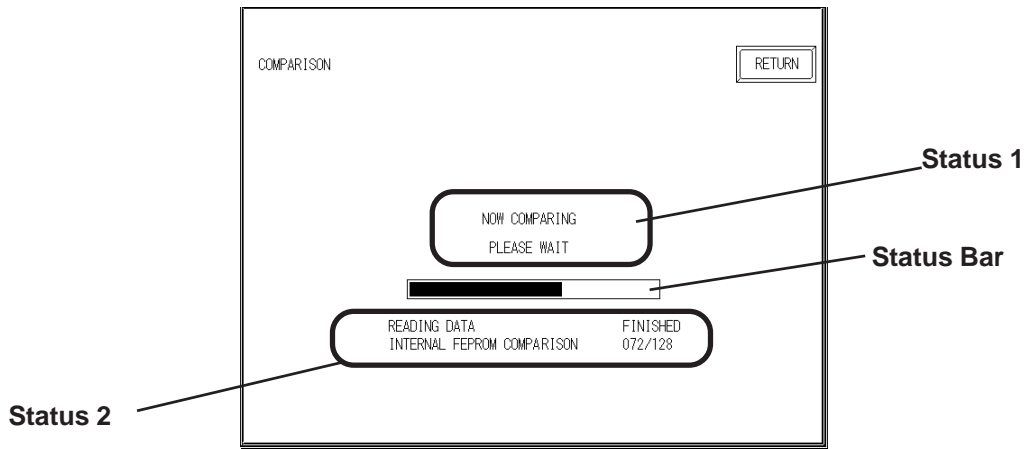 COMPARISON
RETURN
Status 1
NOW COMPARING
PLEASE WAIT
Status Bar
READING DATA FINISHED
INTERNAL FEPROM COMPARISON 072/128
Status 2